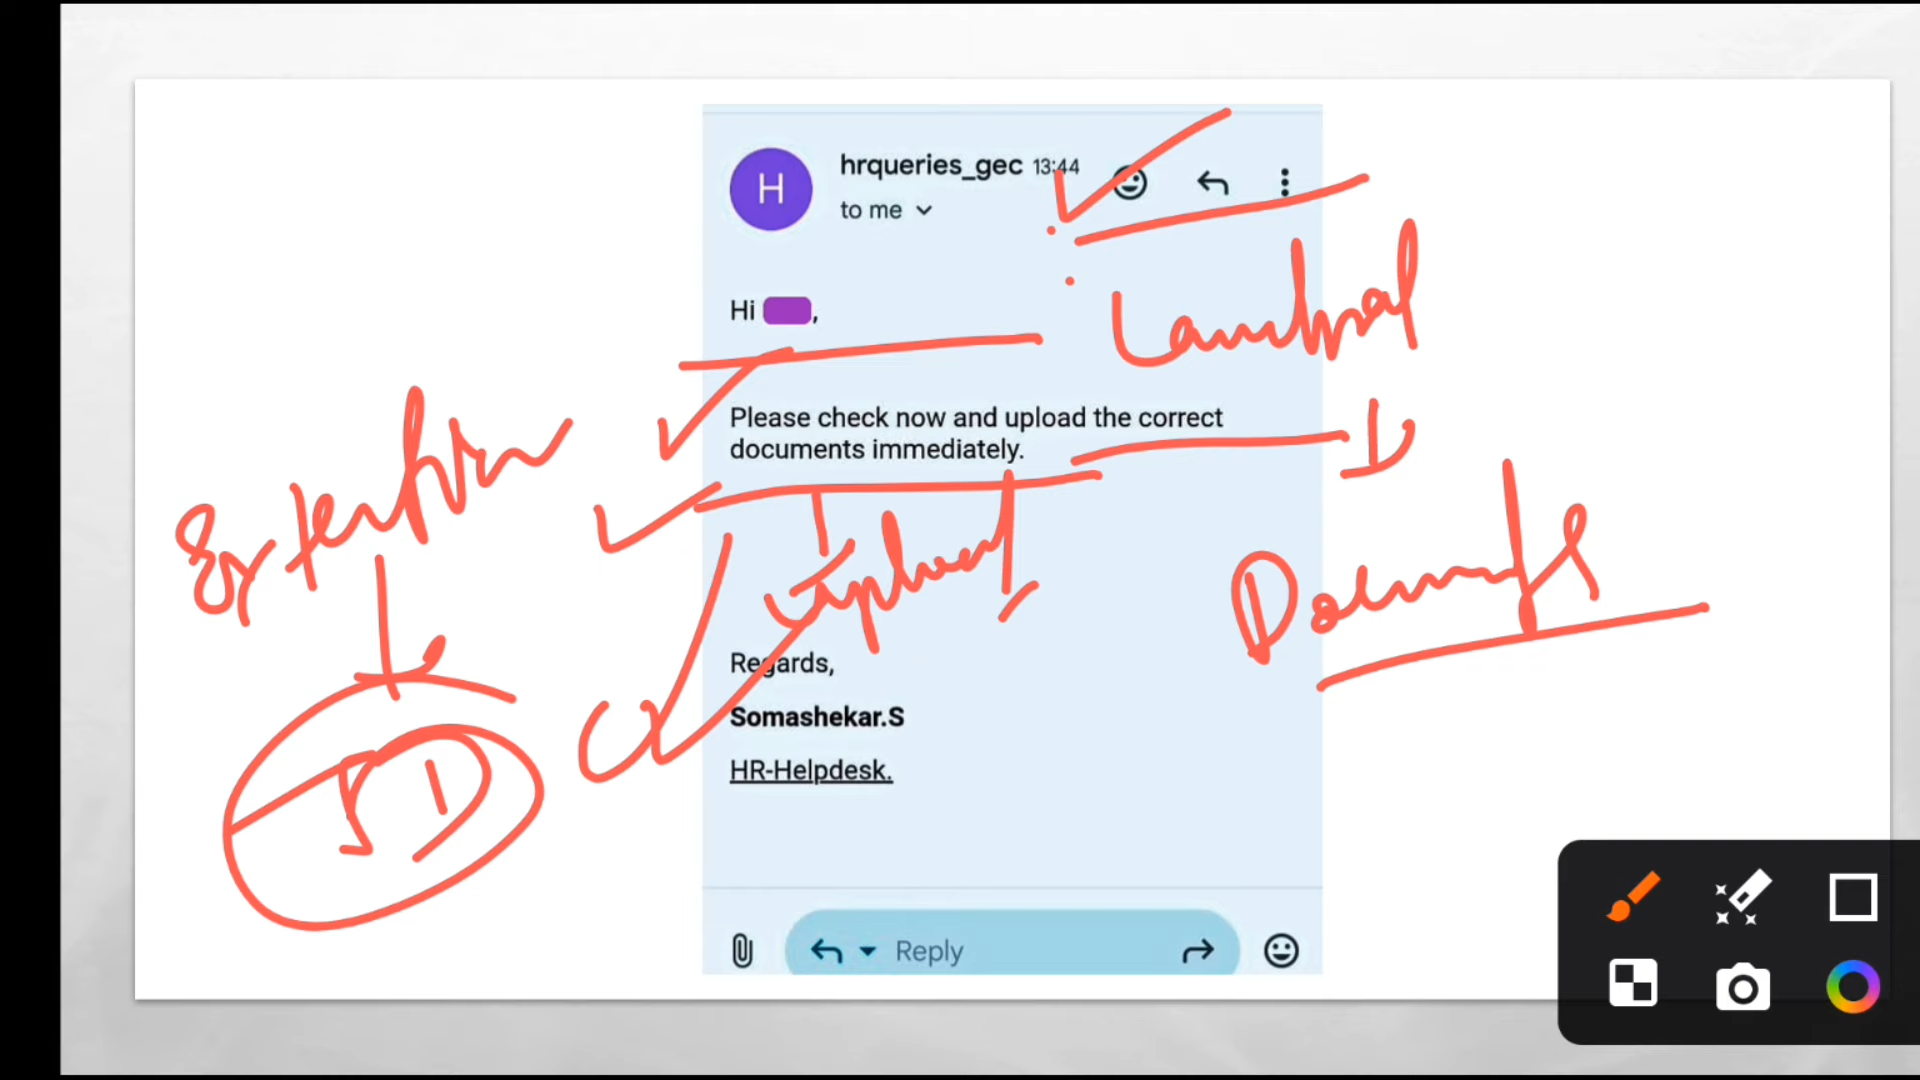 hrqueries_gec 13:44
to me
H
Hi ,
Please check now and upload the correct
documents immediately.
upload
Regards,
Somashekar.S
HR-Helpdesk.
Reply